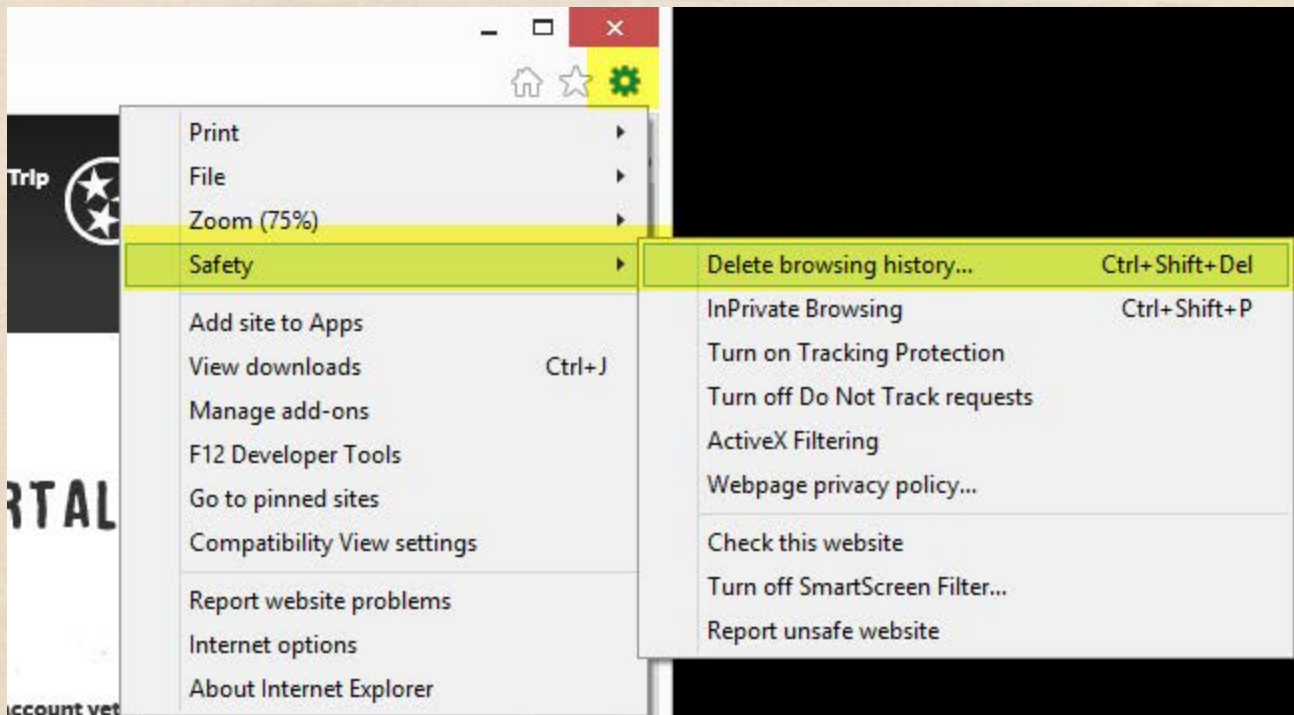 Trip
Print
File
Zoom (75%)
Safety
Add site to Apps
View downloads Ctrl+J
Manage add-ons
F12 Developer Tools
Go to pinned sites
Compatibility View settings
Report website problems
Internet options
About Internet Explorer
Delete browsing history... Ctrl+Shift+Del
InPrivate Browsing Ctrl+Shift+P
Turn on Tracking Protection
Turn off Do Not Track requests
ActiveX Filtering
Webpage privacy policy...
Check this website
Turn off SmartScreen Filter...
Report unsafe website
RTAL
account yet